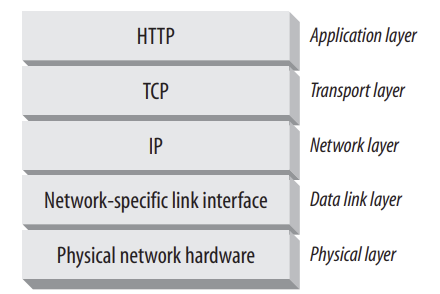 HTTP Application layer
TCP Transport layer
IP Network layer
Network-specific link interface Data link layer
Physical network hardware Physical layer